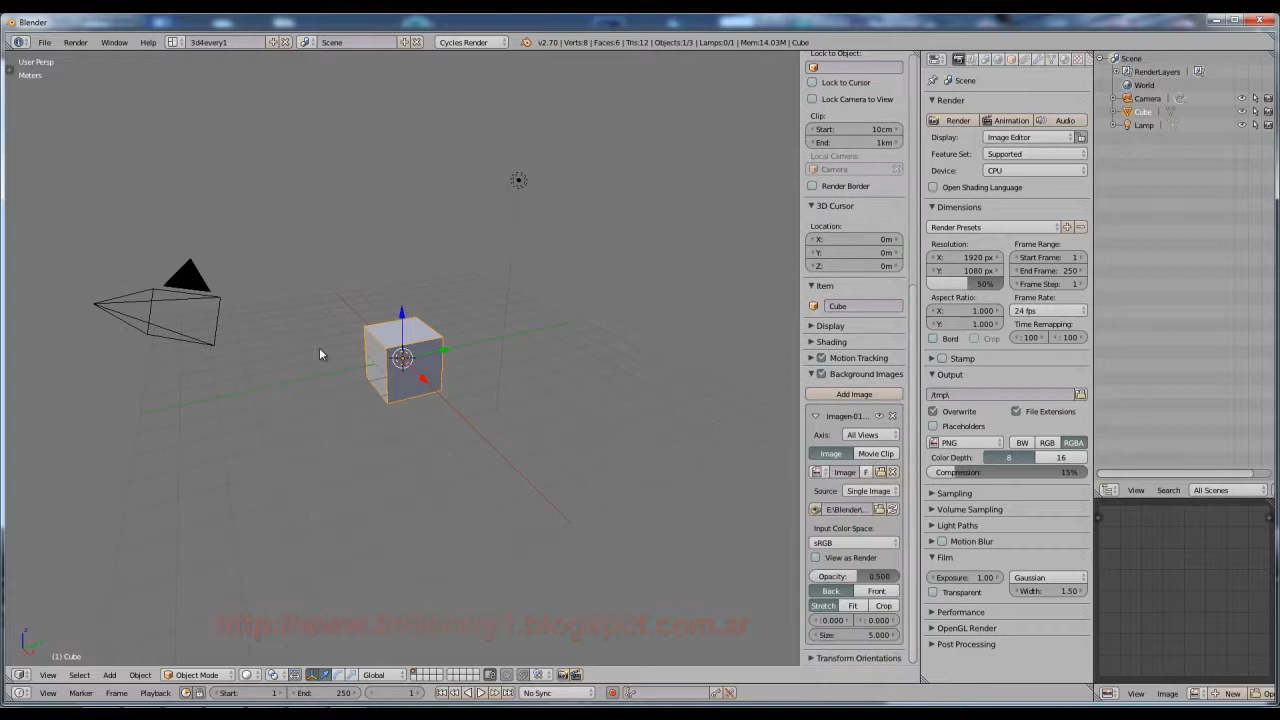 Blender
File Render Window Help 3d4every1 Scene Cycles Render v2.70 | Verts:8 | Faces:6 | Tris:12 | Objects:1/3 | Lamps:0/1 | Mem:14.03M | Cube
User Persp
Meters
(1) Cube
View Select Add Object Object Mode Global
View Marker Frame Playback Start: 1 End: 250 1 No Sync
Lock to Object:
Lock to Cursor
Lock Camera to View
Clip:
Start: 10cm
End: 1km
Local Camera:
Camera
Render Border
3D Cursor
Location:
X: 0m
Y: 0m
Z: 0m
Item
Cube
Display
Shading
Motion Tracking
Background Images
Add Image
Imagen-01...
Axis: All Views
Image Movie Clip
Image F
Source Single Image
E:\Blender\...
Input Color Space:
sRGB
View as Render
Opacity: 0.500
Back Front
Stretch Fit Crop
: 0.000 : 0.000
Size: 5.000
Transform Orientations
Scene
Render
Render Animation Audio
Display: Image Editor
Feature Set: Supported
Device: CPU
Open Shading Language
Dimensions
Render Presets
Resolution: Frame Range:
X: 1920 px Start Frame: 1
Y: 1080 px End Frame: 250
50% Frame Step: 1
Aspect Ratio: Frame Rate:
X: 1.000 24 fps
Y: 1.000 Time Remapping:
Bord Crop : 100 : 100
Stamp
Output
/tmp\
Overwrite File Extensions
Placeholders
PNG BW RGB RGBA
Color Depth: 8 16
Compression: 15%
Sampling
Volume Sampling
Light Paths
Motion Blur
Film
Exposure: 1.00 Gaussian
Transparent Width: 1.50
Performance
OpenGL Render
Post Processing
Scene
RenderLayers
World
Camera
Cube
Lamp
View Search All Scenes
View Image New